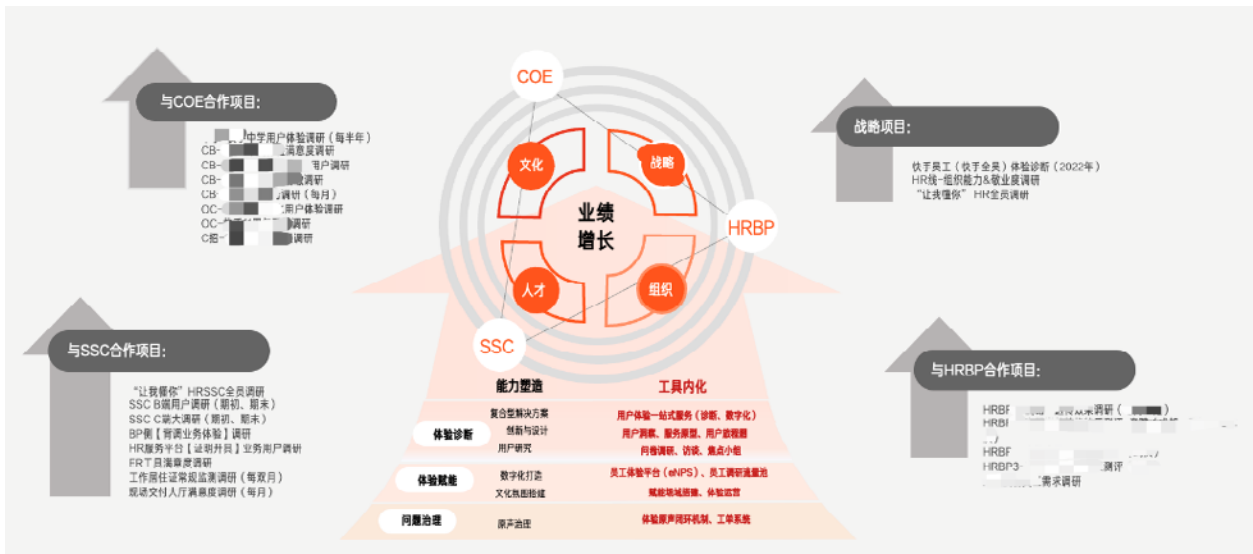 与COE合作项目：
中学用户体验调研（每半年）
CB- 满意度调研
CB- 用户调研
CB- 调研
CB- 调研（每月）
OC- 用户体验调研
OC- 调研
C招- 调研
与SSC合作项目：
“让我懂你”HRSSC全员调研
SSC B端用户调研（期初、期末）
SSC C端大调研（期初、期末）
BP侧【背调业务体验】调研
HR服务平台【证明开具】业务用户调研
FR工具满意度调研
工作居住证常规监测调研（每双月）
现场交付人厅满意度调研（每月）
COE
文化
战略
业绩
增长
HRBP
人才
组织
SSC
能力塑造
工具内化
体验诊断
复合型解决方案
创新与设计
用户研究
用户体验一站式服务（诊断、数字化）
用户洞察、服务原型、用户旅程图
问卷调研、访谈、焦点小组
体验赋能
数字化打造
文化氛围搭建
员工体验平台（eNPS）、员工调研流量池
赋能场域搭建、体验运营
问题治理
原声治理
体验原声闭环机制、工单系统
战略项目：
快手员工（快手全员）体验诊断（2022年）
HR线-组织能力&敬业度调研
“让我懂你”HR全员调研
与HRBP合作项目：
HRBP 效果调研（ ）
HRBP
HRBP
HRBP3- 测评
需求调研